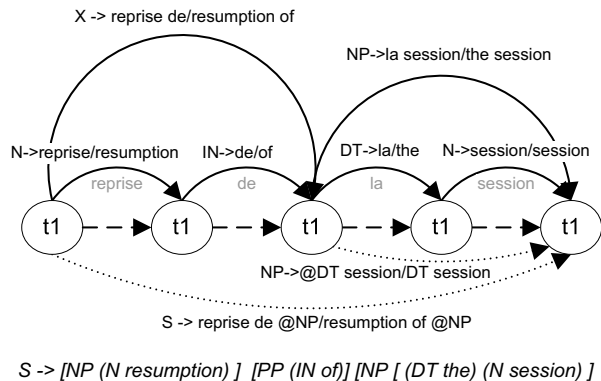 X -> reprise de/resumption of
NP->la session/the session
N->reprise/resumption IN->de/of DT->la/the N->session/session
reprise de la session
t1 t1 t1 t1 t1
NP->@DT session/DT session
S -> reprise de @NP/resumption of @NP
S -> [NP (N resumption) ] [PP (IN of)] [NP [ (DT the) (N session) ]